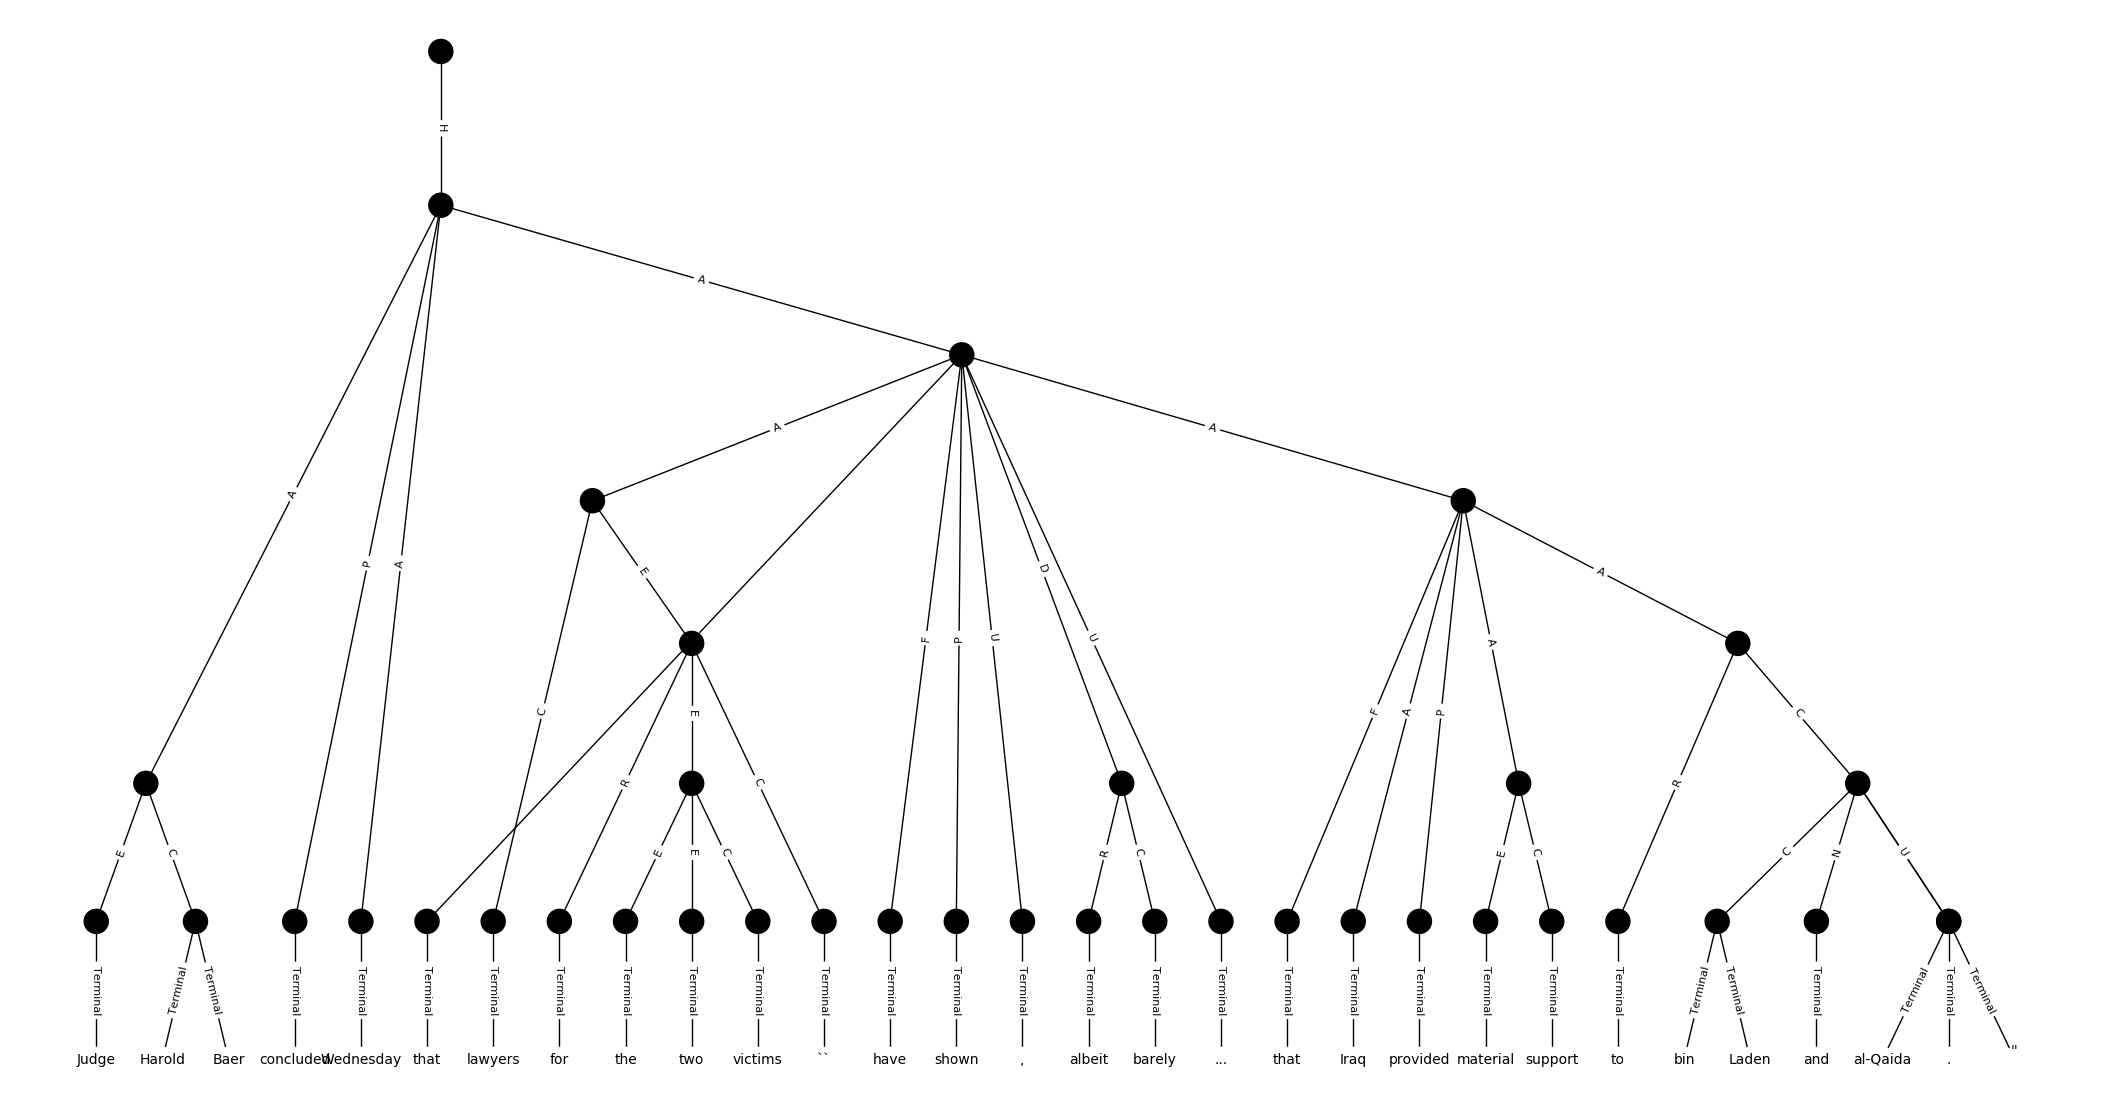 H
A
A A
A P A E A
F P U D U F A P A A
C E R C
R E C R
E C E E C R C E C C N U
Terminal Terminal Terminal Terminal Terminal Terminal Terminal Terminal Terminal Terminal Terminal Terminal Terminal Terminal Terminal Terminal Terminal Terminal Terminal Terminal Terminal Terminal Terminal Terminal Terminal Terminal Terminal Terminal Terminal Terminal
Judge Harold Baer concluded Wednesday that lawyers for the two victims `` have shown , albeit barely ... that Iraq provided material support to bin Laden and al-Qaida . "